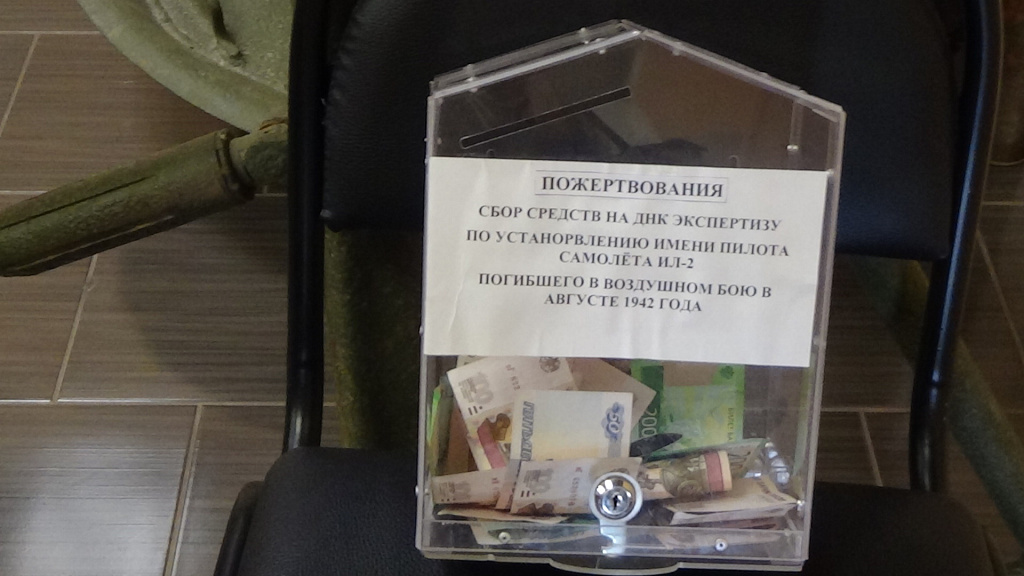 ПОЖЕРТВОВАНИЯ
СБОР СРЕДСТВ НА ДНК ЭКСПЕРТИЗУ
ПО УСТАНОРВЛЕНИЮ ИМЕНИ ПИЛОТА
САМОЛЁТА ИЛ-2
ПОГИБШЕГО В ВОЗДУШНОМ БОЮ В
АВГУСТЕ 1942 ГОДА